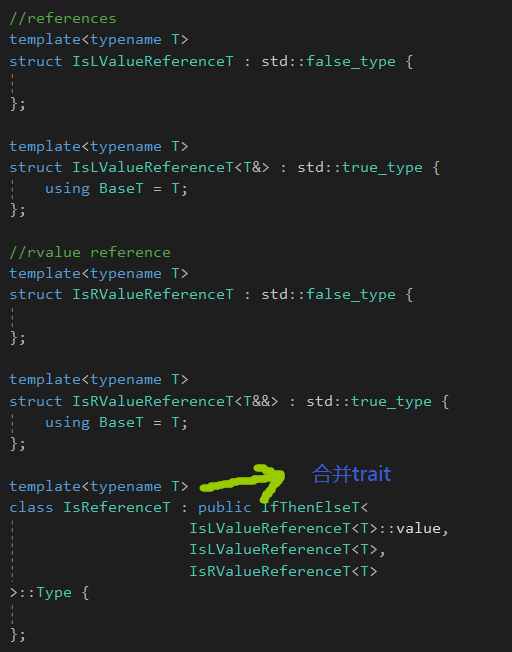 //references
template<typename T>
struct IsLValueReferenceT : std::false_type {

};

template<typename T>
struct IsLValueReferenceT<T&> : std::true_type {
    using BaseT = T;
};

//rvalue reference
template<typename T>
struct IsRValueReferenceT : std::false_type {

};

template<typename T>
struct IsRValueReferenceT<T&&> : std::true_type {
    using BaseT = T;
};

template<typename T> 合并trait
class IsReferenceT : public IfThenElseT<
                    IsLValueReferenceT<T>::value,
                    IsLValueReferenceT<T>,
                    IsRValueReferenceT<T>
>::Type {

};